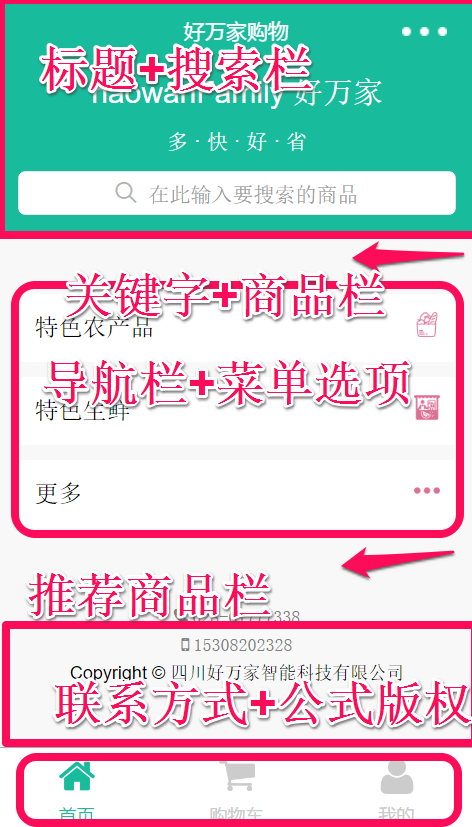 好万家购物
标题+搜索栏
haowanFamily 好万家
多·快·好·省
在此输入要搜索的商品
关键字+商品栏
特色农产品
导航栏+菜单选项
特色生鲜
更多
推荐商品栏
15308202328
Copyright © 四川好万家智能科技有限公司
联系方式+公式版权
首页 购物车 我的